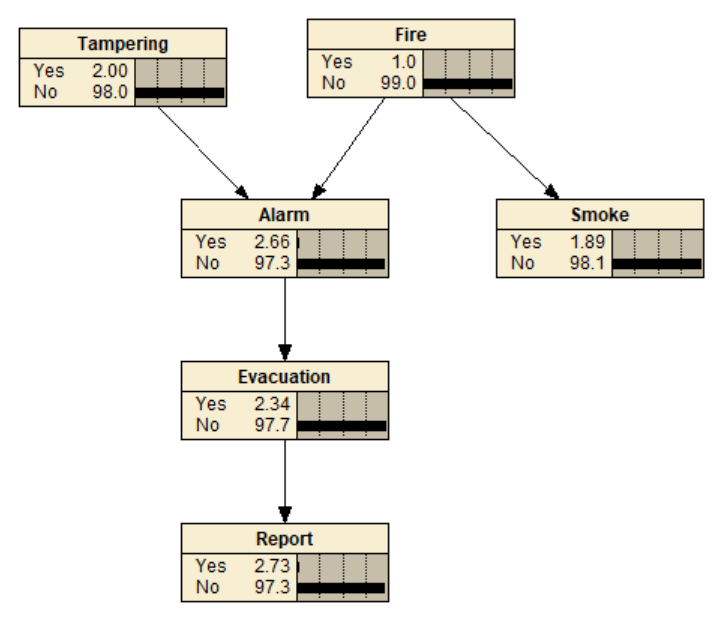 Tampering
Yes 2.00
No 98.0
Fire
Yes 1.0
No 99.0
Alarm
Yes 2.66
No 97.3
Smoke
Yes 1.89
No 98.1
Evacuation
Yes 2.34
No 97.7
Report
Yes 2.73
No 97.3